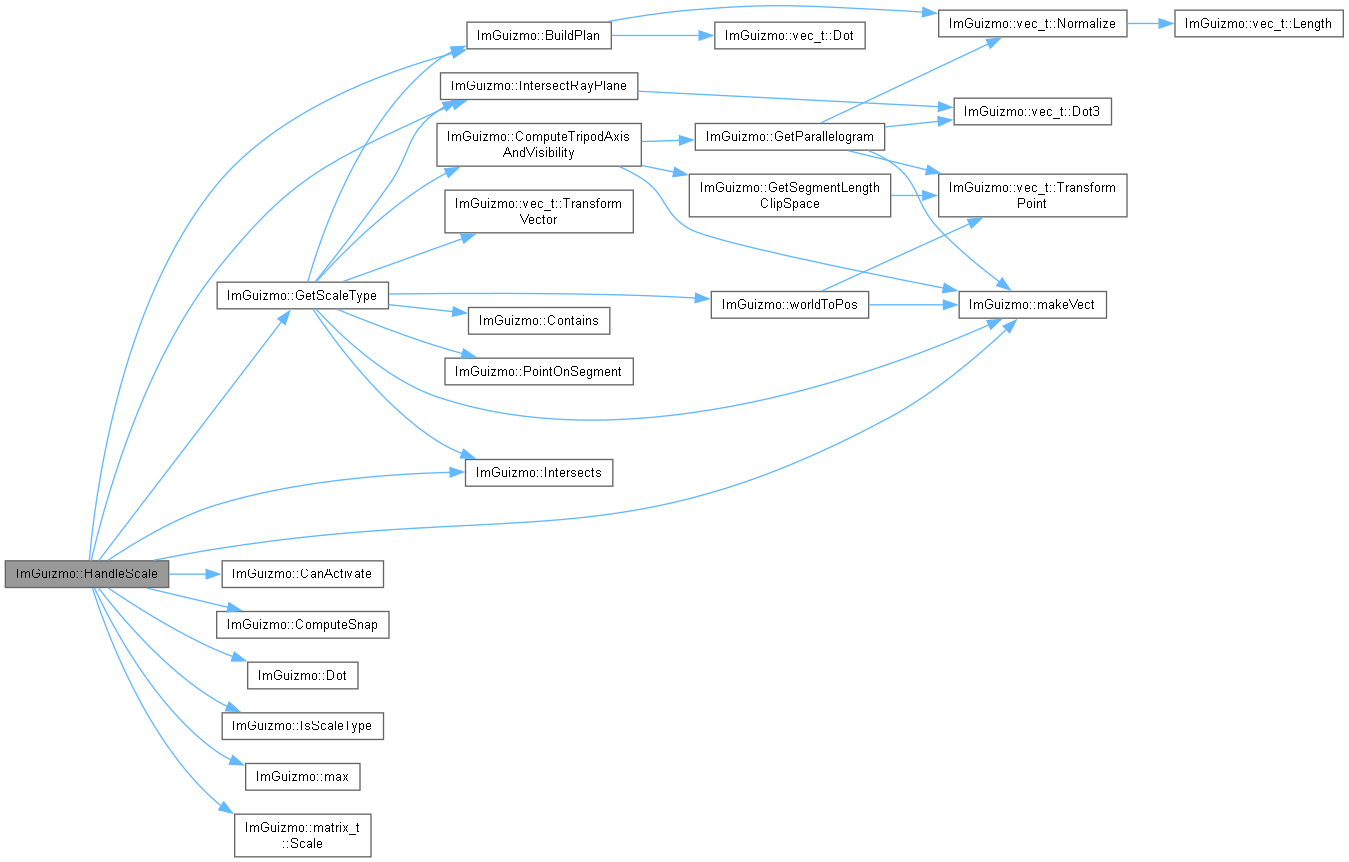 ImGuizmo::BuildPlan
ImGuizmo::vec_t::Dot
ImGuizmo::vec_t::Normalize
ImGuizmo::vec_t::Length
ImGuizmo::IntersectRayPlane
ImGuizmo::vec_t::Dot3
ImGuizmo::ComputeTripodAxis
AndVisibility
ImGuizmo::GetParallelogram
ImGuizmo::GetSegmentLength
ClipSpace
ImGuizmo::vec_t::Transform
Point
ImGuizmo::vec_t::Transform
Vector
ImGuizmo::GetScaleType
ImGuizmo::worldToPos
ImGuizmo::makeVect
ImGuizmo::Contains
ImGuizmo::PointOnSegment
ImGuizmo::Intersects
ImGuizmo::HandleScale
ImGuizmo::CanActivate
ImGuizmo::ComputeSnap
ImGuizmo::Dot
ImGuizmo::IsScaleType
ImGuizmo::max
ImGuizmo::matrix_t
::Scale